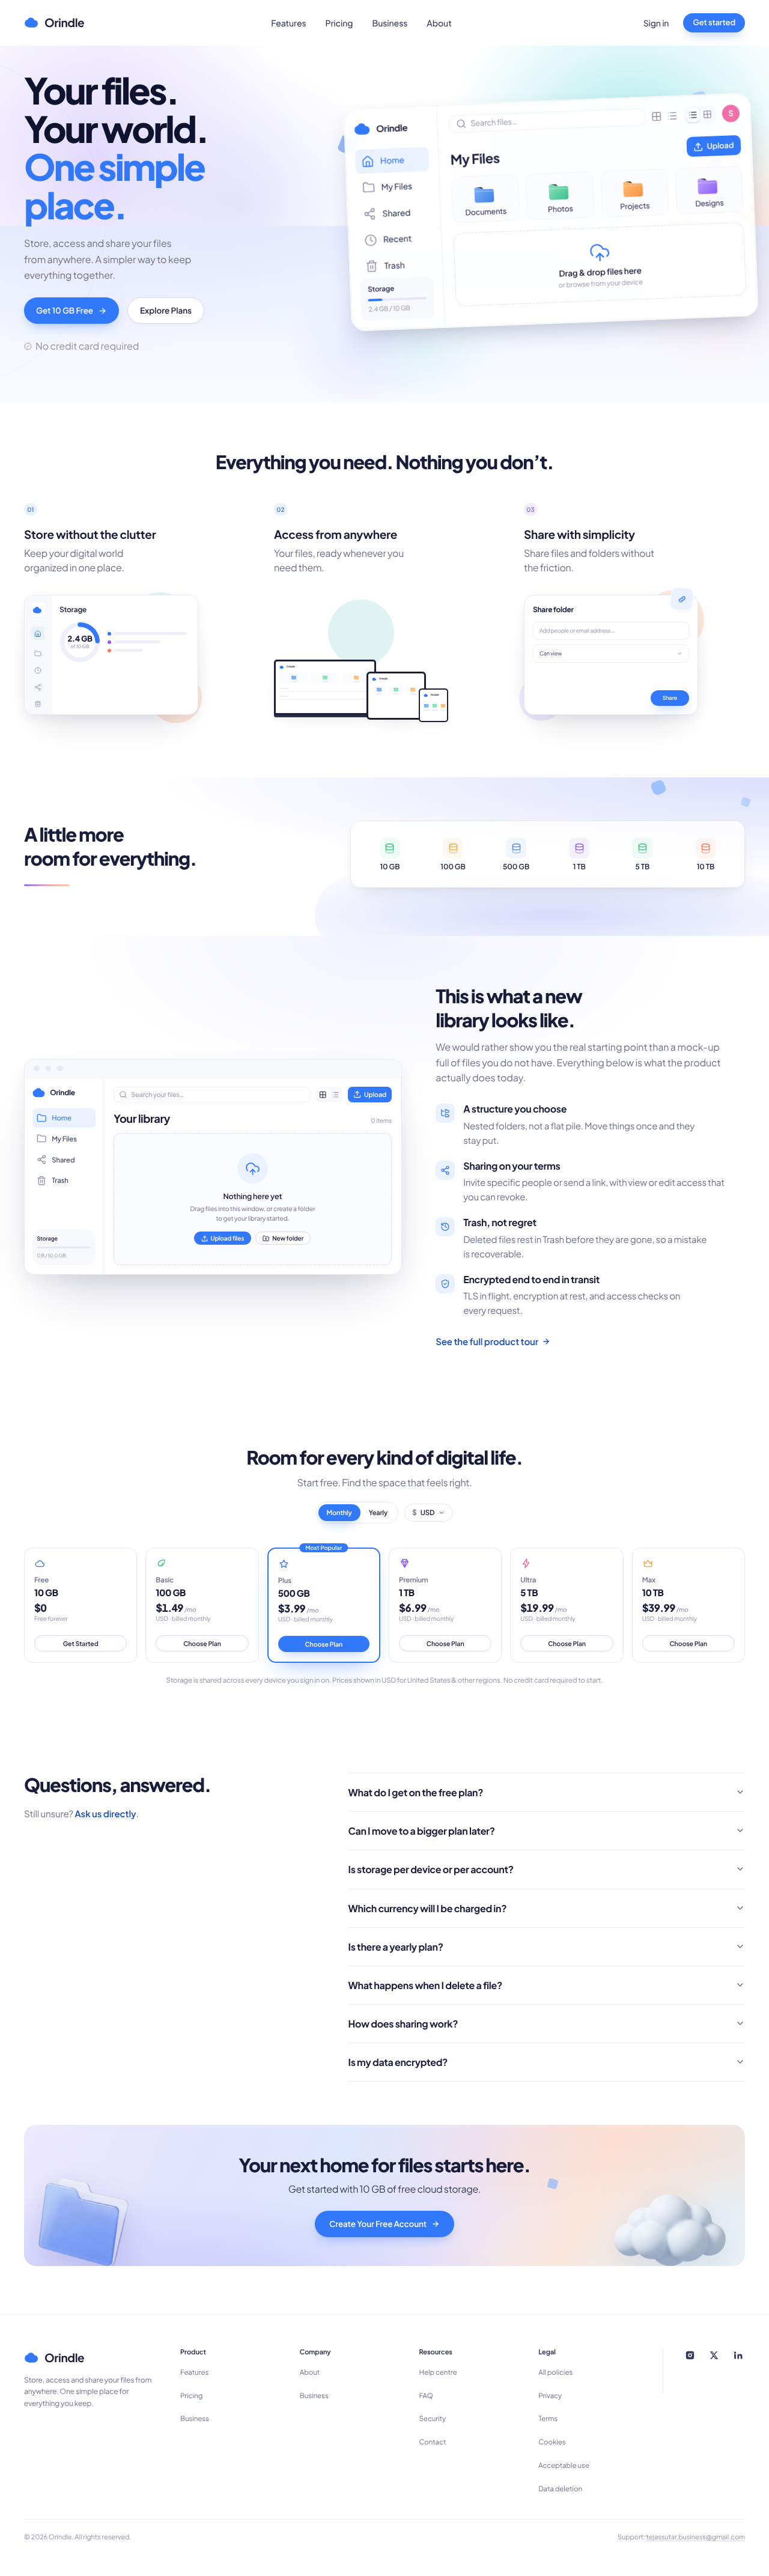 Orindle
Features
Pricing
Business
About
Sign in
Get started
Your files.
Your world.
One simple
place.
Store, access and share your files
from anywhere. A simpler way to keep
everything together.
Get 10 GB Free
Explore Plans
No credit card required
Orindle
Home
My Files
Shared
Recent
Trash
Storage
2.4 GB / 10 GB
Search files...
S
My Files
Upload
Documents
Photos
Projects
Designs
Drag & drop files here
or browse from your device
Everything you need. Nothing you don’t.
01
Store without the clutter
Keep your digital world
organized in one place.
Storage
2.4 GB
of 10 GB
02
Access from anywhere
Your files, ready whenever you
need them.
Orindle
Orindle
Orindle
03
Share with simplicity
Share files and folders without
the friction.
Share folder
Add people or email address...
Can view
Share
A little more
room for everything.
10 GB
100 GB
500 GB
1 TB
5 TB
10 TB
Orindle
Home
My Files
Shared
Trash
Storage
0 B / 10.0 GB
Search your files...
Upload
Your library
0 items
Nothing here yet
Drag files into this window, or create a folder
to get your library started.
Upload files
New folder
This is what a new
library looks like.
We would rather show you the real starting point than a mock-up
full of files you do not have. Everything below is what the product
actually does today.
A structure you choose
Nested folders, not a flat pile. Move things once and they
stay put.
Sharing on your terms
Invite specific people or send a link, with view or edit access that
you can revoke.
Trash, not regret
Deleted files rest in Trash before they are gone, so a mistake
is recoverable.
Encrypted end to end in transit
TLS in flight, encryption at rest, and access checks on
every request.
See the full product tour
Room for every kind of digital life.
Start free. Find the space that feels right.
Monthly
Yearly
$ USD
Free
10 GB
$0
Free forever
Get Started
Basic
100 GB
$1.49 /mo
USD · billed monthly
Choose Plan
Most Popular
Plus
500 GB
$3.99 /mo
USD · billed monthly
Choose Plan
Premium
1 TB
$6.99 /mo
USD · billed monthly
Choose Plan
Ultra
5 TB
$19.99 /mo
USD · billed monthly
Choose Plan
Max
10 TB
$39.99 /mo
USD · billed monthly
Choose Plan
Storage is shared across every device you sign in on. Prices shown in USD for United States & other regions. No credit card required to start.
Questions, answered.
Still unsure? Ask us directly.
What do I get on the free plan?
Can I move to a bigger plan later?
Is storage per device or per account?
Which currency will I be charged in?
Is there a yearly plan?
What happens when I delete a file?
How does sharing work?
Is my data encrypted?
Your next home for files starts here.
Get started with 10 GB of free cloud storage.
Create Your Free Account
Orindle
Store, access and share your files from
anywhere. One simple place for
everything you keep.
Product
Features
Pricing
Business
Company
About
Business
Resources
Help centre
FAQ
Security
Contact
Legal
All policies
Privacy
Terms
Cookies
Acceptable use
Data deletion
© 2026 Orindle. All rights reserved.
Support: tejassutar.business@gmail.com